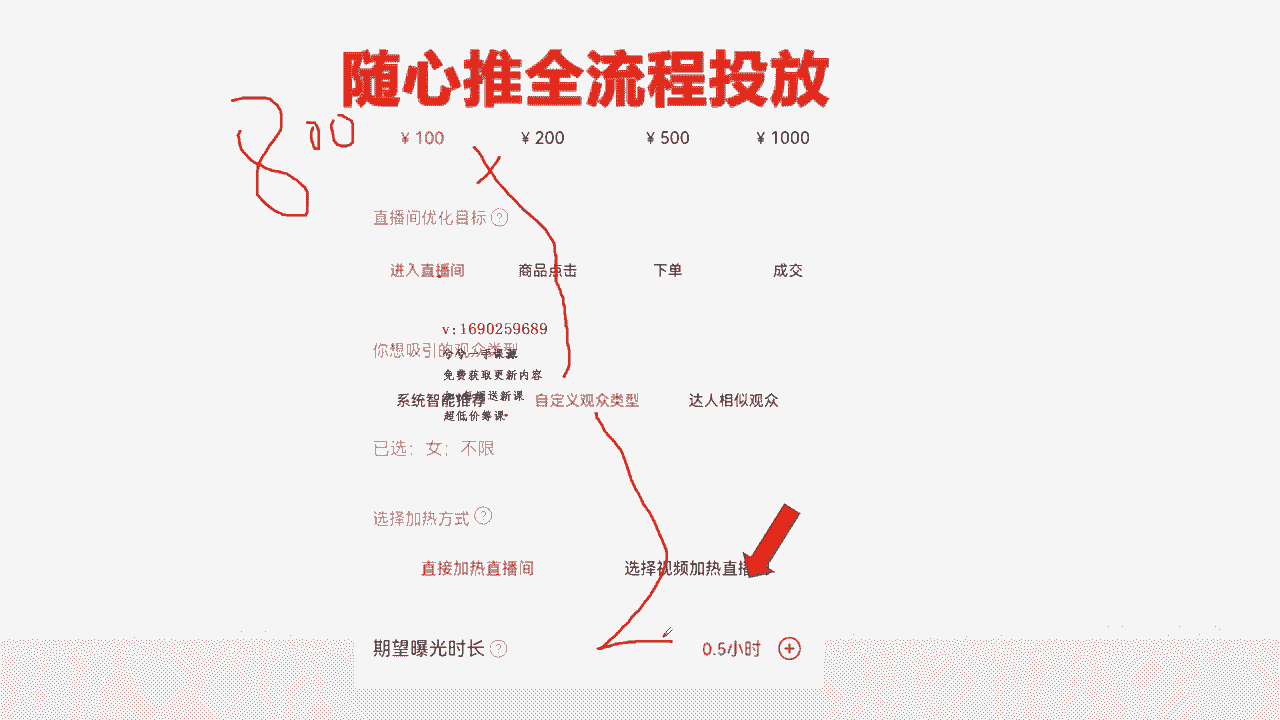 随心推全流程投放
800
¥ 100 ¥ 200 ¥ 500 ¥ 1000
直播间优化目标 ?
进入直播间 商品点击 下单 成交
v:1690259689
你想吸引的观众类型
一手课源
免费获取更新内容
系统智能推荐 自定义观众类型 达人相似观众
送新课
超低价筹课
已选：女；不限
选择加热方式 ?
直接加热直播间 选择视频加热直播
期望曝光时长 ? 0.5小时 +